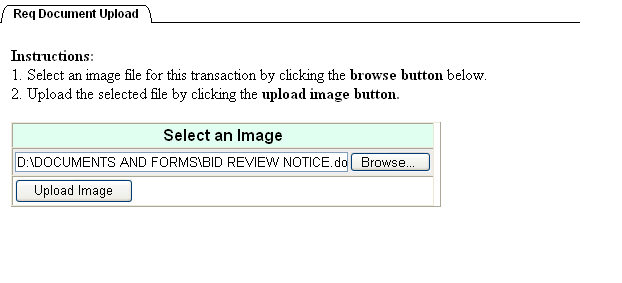 Req Document Upload
Instructions:
1. Select an image file for this transaction by clicking the browse button below.
2. Upload the selected file by clicking the upload image button.
Select an Image
D:\DOCUMENTS AND FORMS\BID REVIEW NOTICE.do Browse...
Upload Image